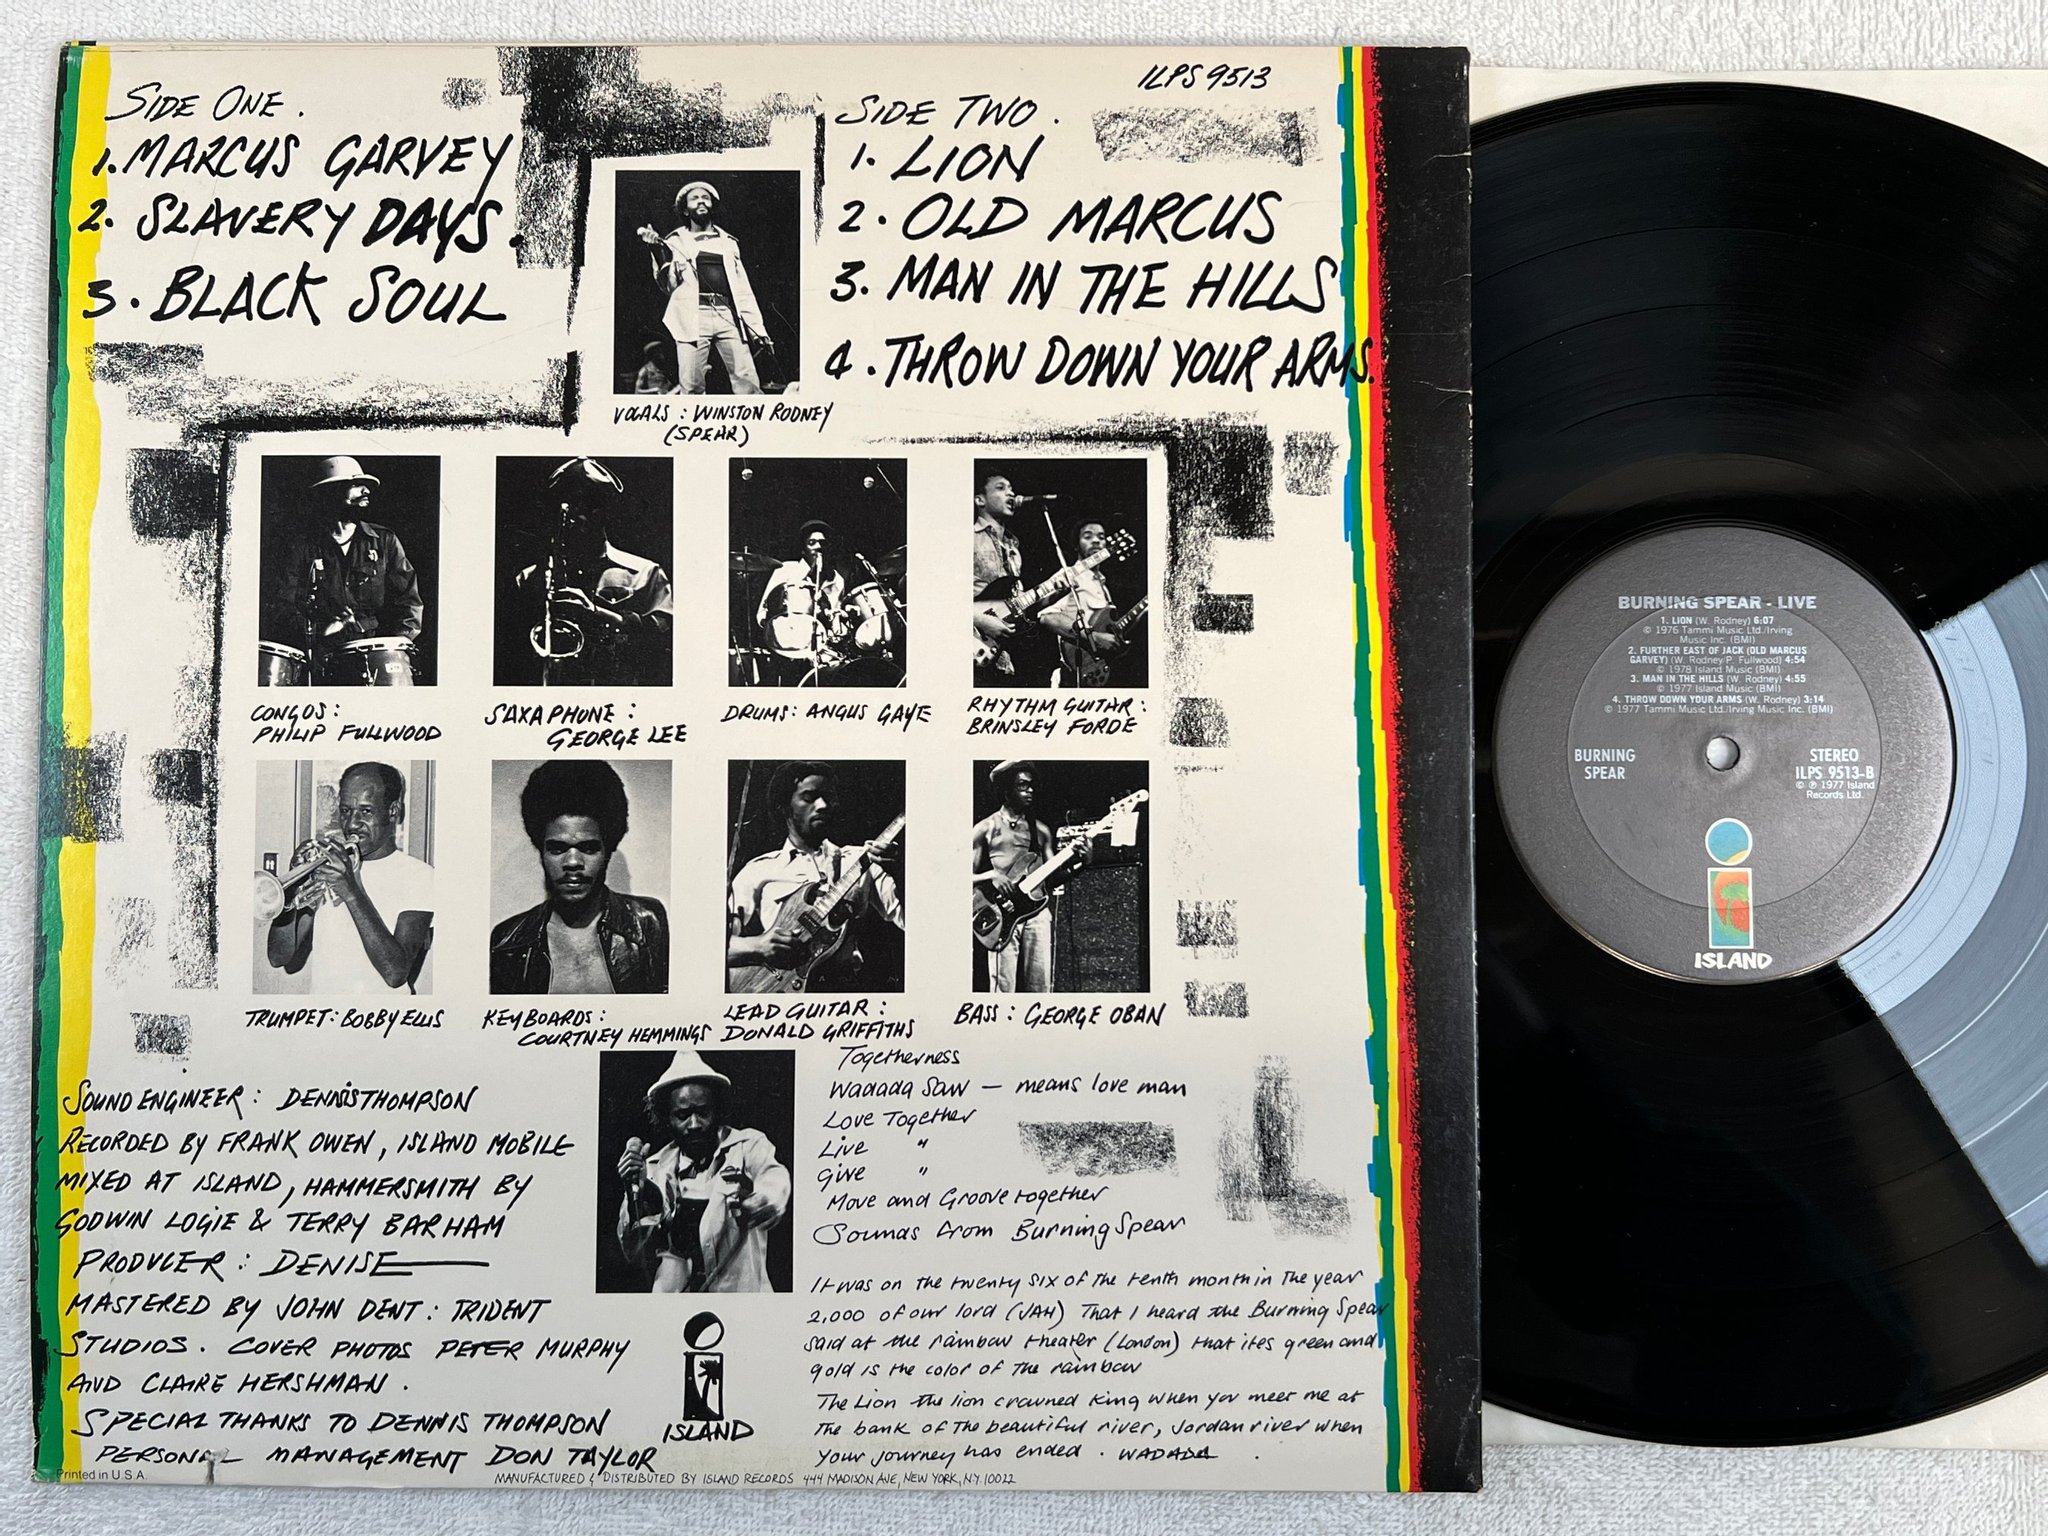 SIDE ONE.
1. MARCUS GARVEY
2. SLAVERY DAYS.
3. BLACK SOUL
ILPS 9513
SIDE TWO.
1. LION
2. OLD MARCUS
3. MAN IN THE HILLS
4. THROW DOWN YOUR ARMS.
VOCALS: WINSTON RODNEY
(SPEAR)
CONGOS:
PHILIP FULLWOOD
SAXAPHONE:
GEORGE LEE
DRUMS: ANGUS GAYE
RHYTHM GUITAR:
BRINSLEY FORDE
TRUMPET: BOBBY ELLIS
KEYBOARDS:
COURTNEY HEMMINGS
LEAD GUITAR:
DONALD GRIFFITHS
BASS: GEORGE OBAN
SOUND ENGINEER: DENNIS THOMPSON
RECORDED BY FRANK OWEN, ISLAND MOBILE
MIXED AT ISLAND, HAMMERSMITH BY
GODWIN LOGIE & TERRY BARHAM
PRODUCER: DENISE
MASTERED BY JOHN DENT: TRIDENT
STUDIOS. COVER PHOTOS PETER MURPHY
AND CLAIRE HERSHMAN.
SPECIAL THANKS TO DENNIS THOMPSON
PERSONAL MANAGEMENT DON TAYLOR
Printed in U.S.A.
MANUFACTURED & DISTRIBUTED BY ISLAND RECORDS 444 MADISON AVE, NEW YORK, N.Y. 10022
ISLAND
Togetherness
Wadada Saw — means love man
Love Together
Live "
Give "
Move and Groove together
Sounds from Burning Spear
It was on the twenty six of the tenth month in the year
2,000 of our lord (JAH) That I heard the Burning Spear
said at the rainbow theater (London) that ites green and
gold is the color of the rainbow
The Lion the lion crowned King when you meet me at
the bank of the beautiful river, Jordan river when
your journey has ended. WADADA.
BURNING SPEAR - LIVE
1. LION (W. Rodney) 6:07
© 1976 Tammi Music Ltd./Irving
Music Inc. (BMI)
2. FURTHER EAST OF JACK (OLD MARCUS
GARVEY) (W. Rodney/P. Fullwood) 4:54
© 1978 Island Music (BMI)
3. MAN IN THE HILLS (W. Rodney) 4:55
© 1977 Island Music (BMI)
4. THROW DOWN YOUR ARMS (W. Rodney) 3:14
© 1977 Tammi Music Ltd./Irving Music Inc. (BMI)
BURNING
SPEAR
STEREO
ILPS 9513-B
© ℗ 1977 Island
Records Ltd.
ISLAND